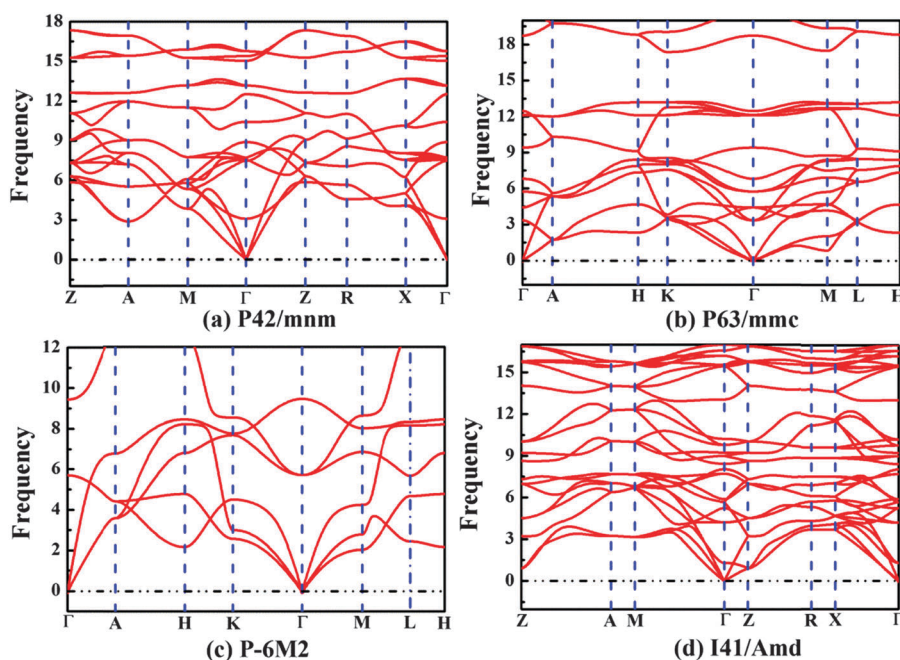 18
15
12
9
6
3
0
Frequency
Z A M Γ Z R X Γ
(a) P42/mnm
18
15
12
9
6
3
0
Frequency
Γ A H K Γ M L H
(b) P63/mmc
12
10
8
6
4
2
0
Frequency
Γ A H K Γ M L H
(c) P-6M2
15
12
9
6
3
0
Frequency
Z A M Γ Z R X Γ
(d) I41/Amd